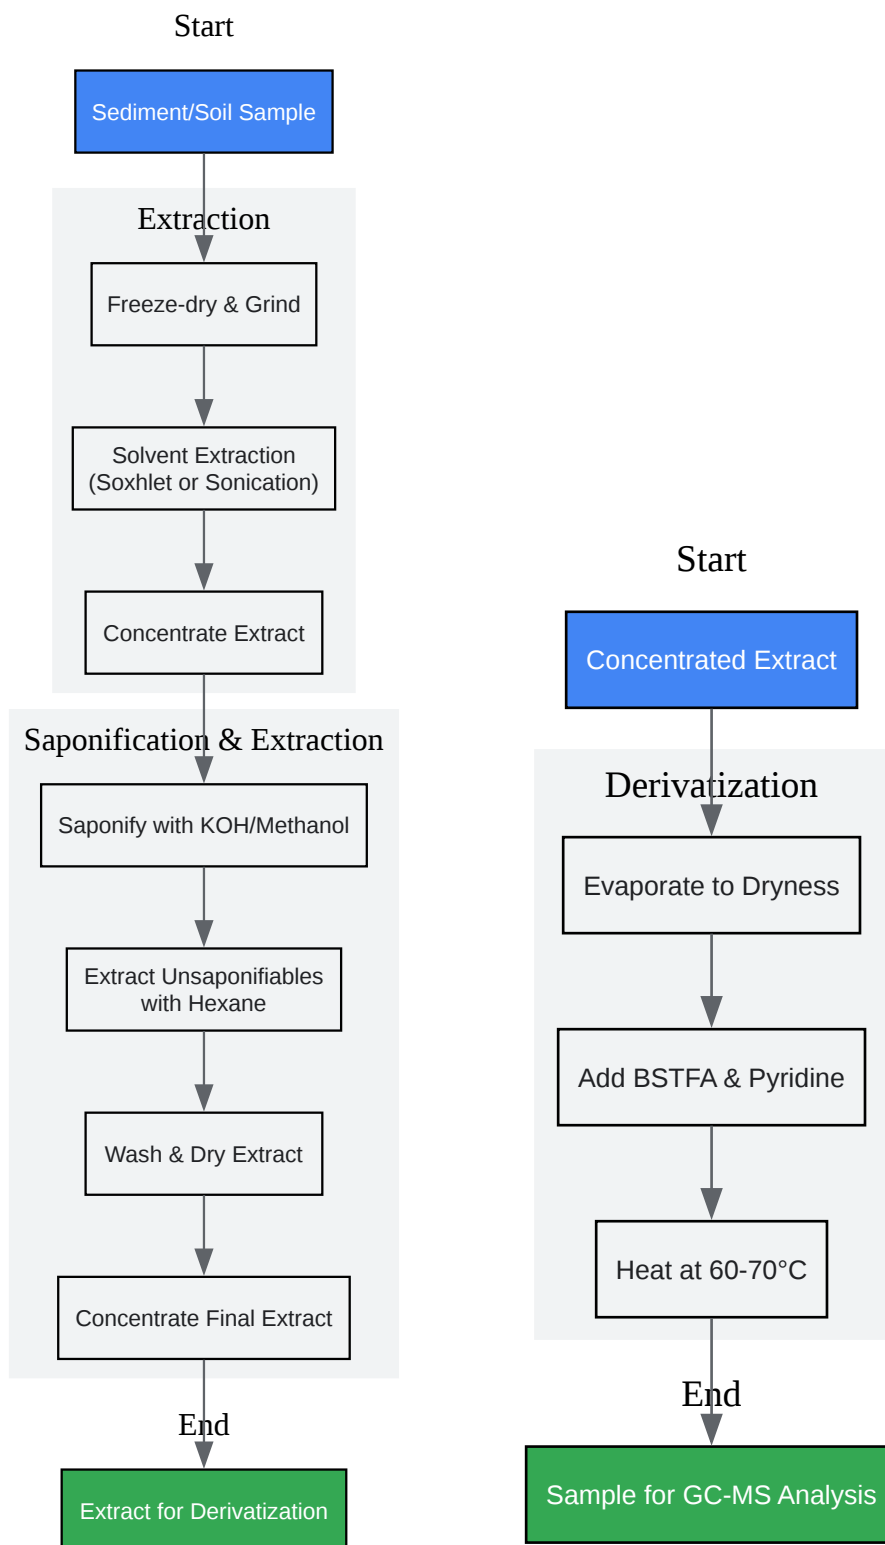 Start
Sediment/Soil Sample
Extraction
Freeze-dry & Grind
Solvent Extraction
(Soxhlet or Sonication)
Concentrate Extract
Saponification & Extraction
Saponify with KOH/Methanol
Extract Unsaponifiables
with Hexane
Wash & Dry Extract
Concentrate Final Extract
End
Extract for Derivatization
Start
Concentrated Extract
Derivatization
Evaporate to Dryness
Add BSTFA & Pyridine
Heat at 60-70°C
End
Sample for GC-MS Analysis